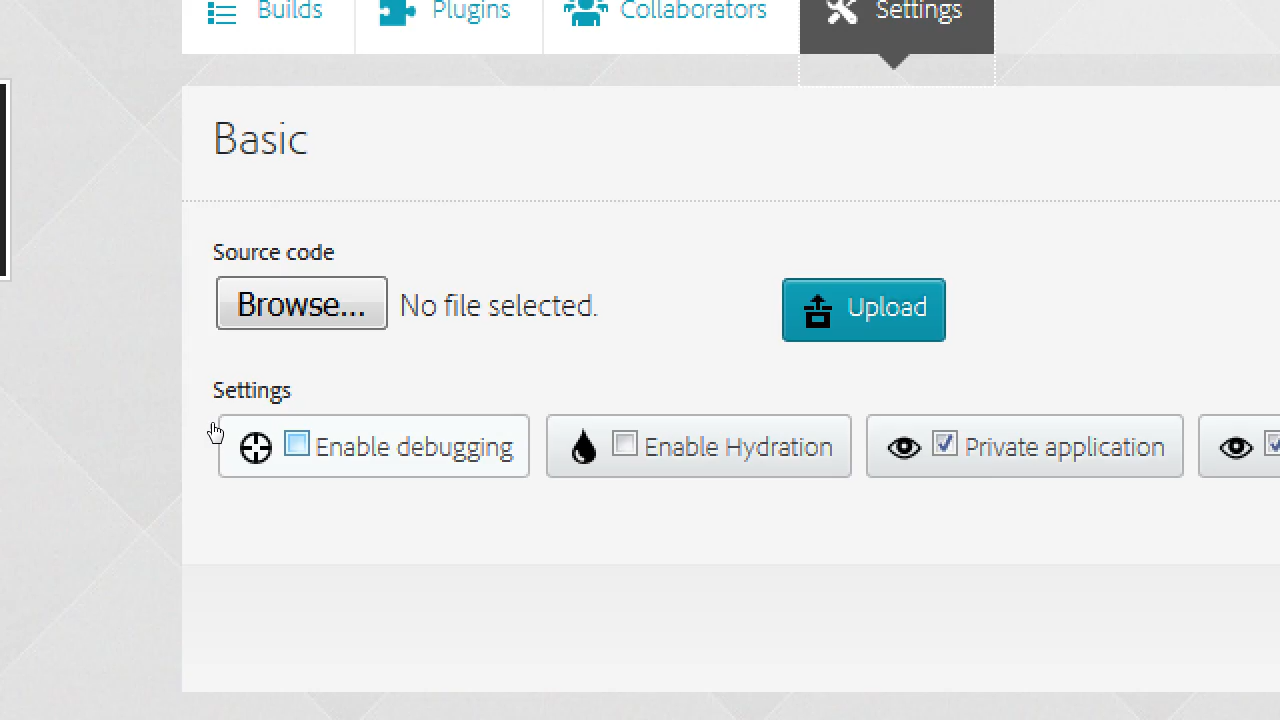 Builds Plugins Collaborators Settings
Basic
Source code
Browse... No file selected. Upload
Settings
Enable debugging Enable Hydration Private application